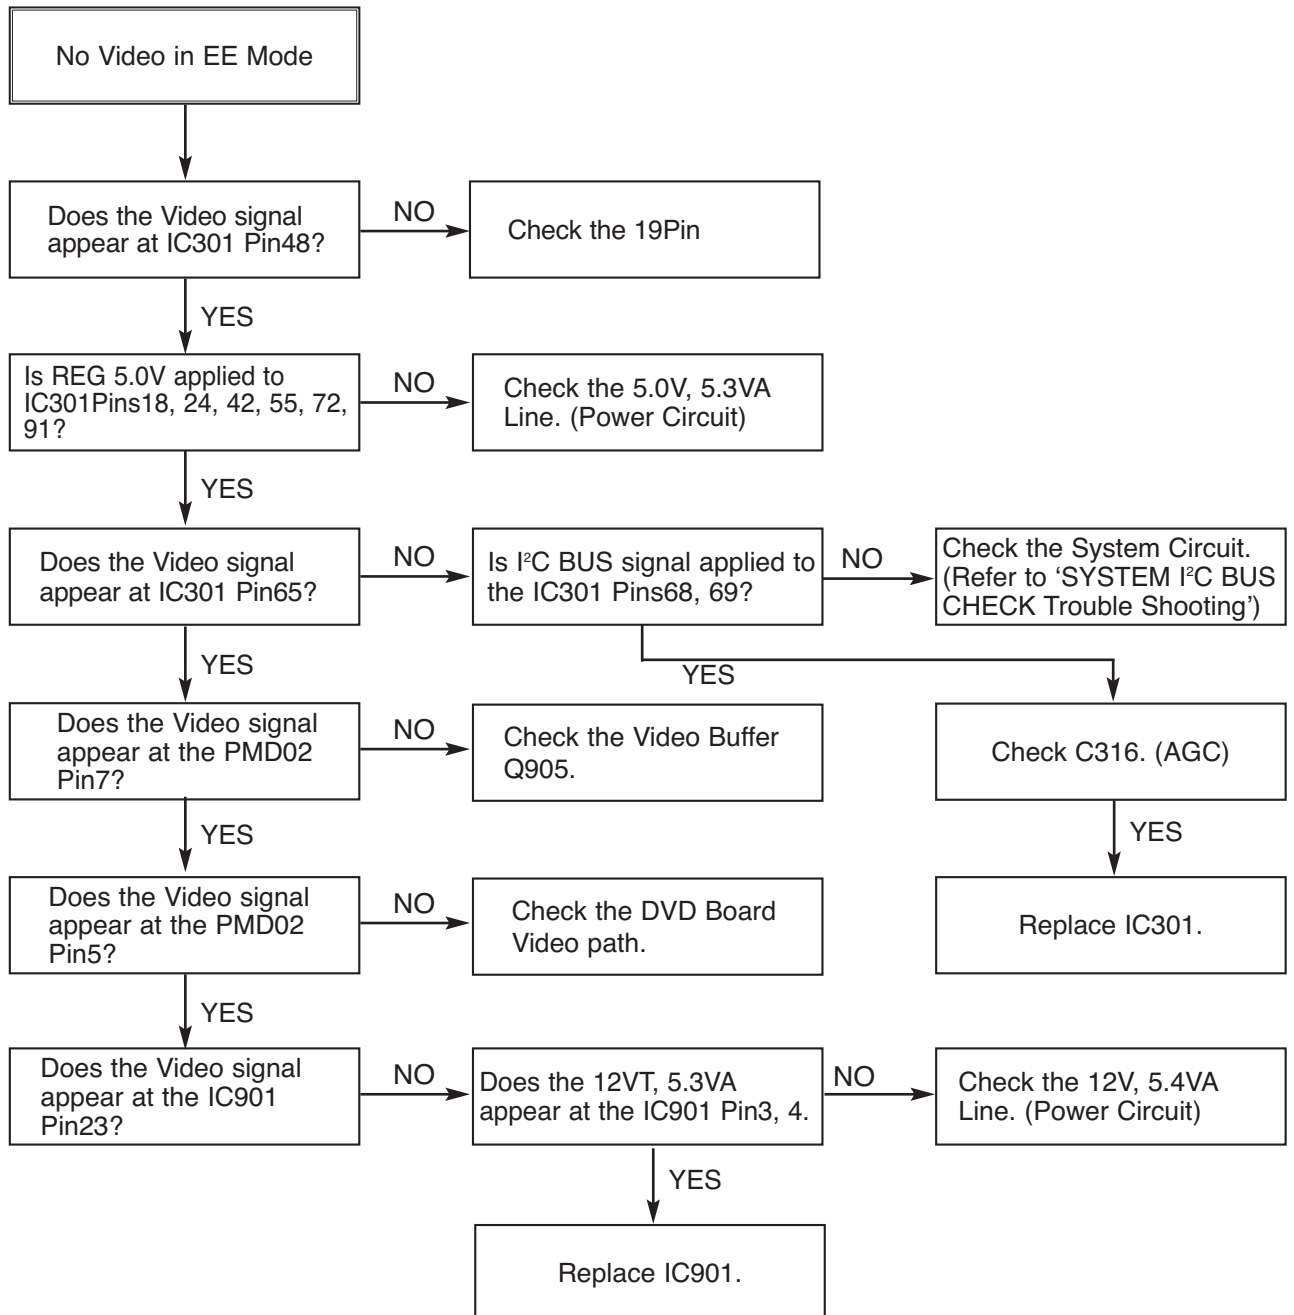 No Video in EE Mode
Does the Video signal
appear at IC301 Pin48?
NO
Check the 19Pin
YES
Is REG 5.0V applied to
IC301Pins18, 24, 42, 55, 72,
91?
NO
Check the 5.0V, 5.3VA
Line. (Power Circuit)
YES
Does the Video signal
appear at IC301 Pin65?
NO
Is I²C BUS signal applied to
the IC301 Pins68, 69?
NO
Check the System Circuit.
(Refer to ‘SYSTEM I²C BUS
CHECK Trouble Shooting’)
YES
YES
Does the Video signal
appear at the PMD02
Pin7?
NO
Check the Video Buffer
Q905.
Check C316. (AGC)
YES
YES
Does the Video signal
appear at the PMD02
Pin5?
NO
Check the DVD Board
Video path.
Replace IC301.
YES
Does the Video signal
appear at the IC901
Pin23?
NO
Does the 12VT, 5.3VA
appear at the IC901 Pin3, 4.
NO
Check the 12V, 5.4VA
Line. (Power Circuit)
YES
Replace IC901.